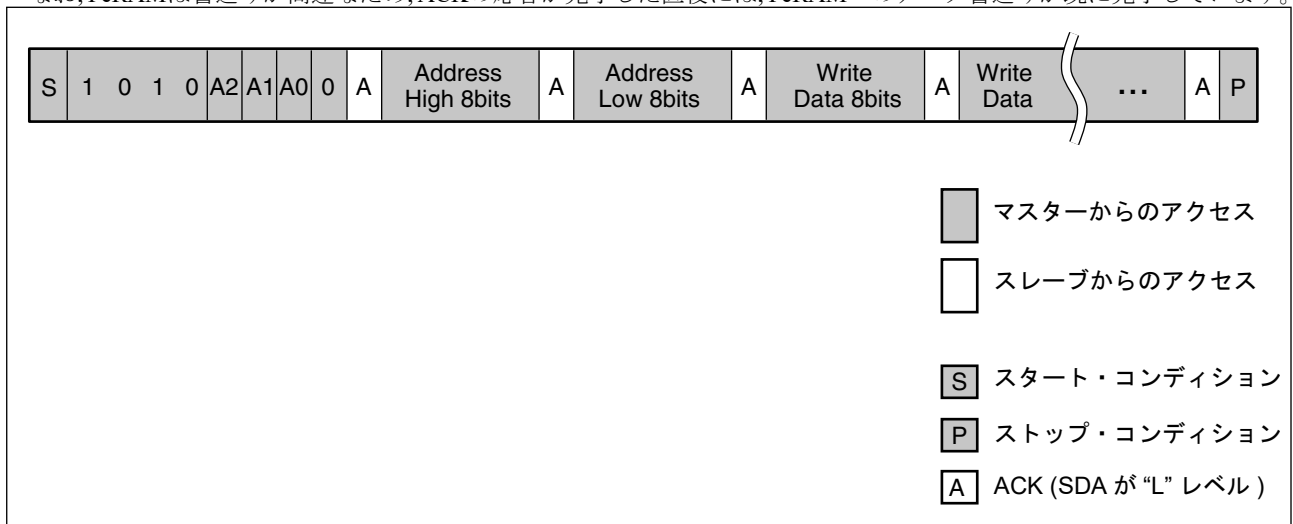 S 1 0 1 0 A2 A1 A0 0 A Address High 8bits A Address Low 8bits A Write Data 8bits A Write Data ... A P
マスターからのアクセス
スレーブからのアクセス
S スタート・コンディション
P ストップ・コンディション
A ACK (SDA が “L” レベル )